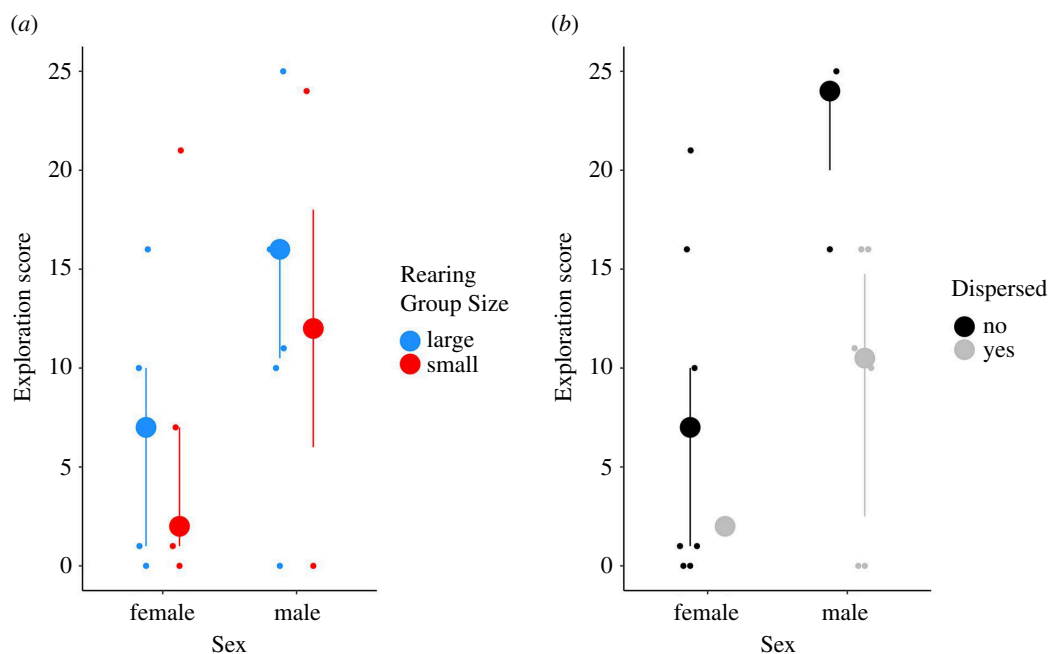 (a)
Exploration score
25
20
15
10
5
0
female
male
Sex
Rearing
Group Size
large
small
(b)
Exploration score
25
20
15
10
5
0
female
male
Sex
Dispersed
no
yes